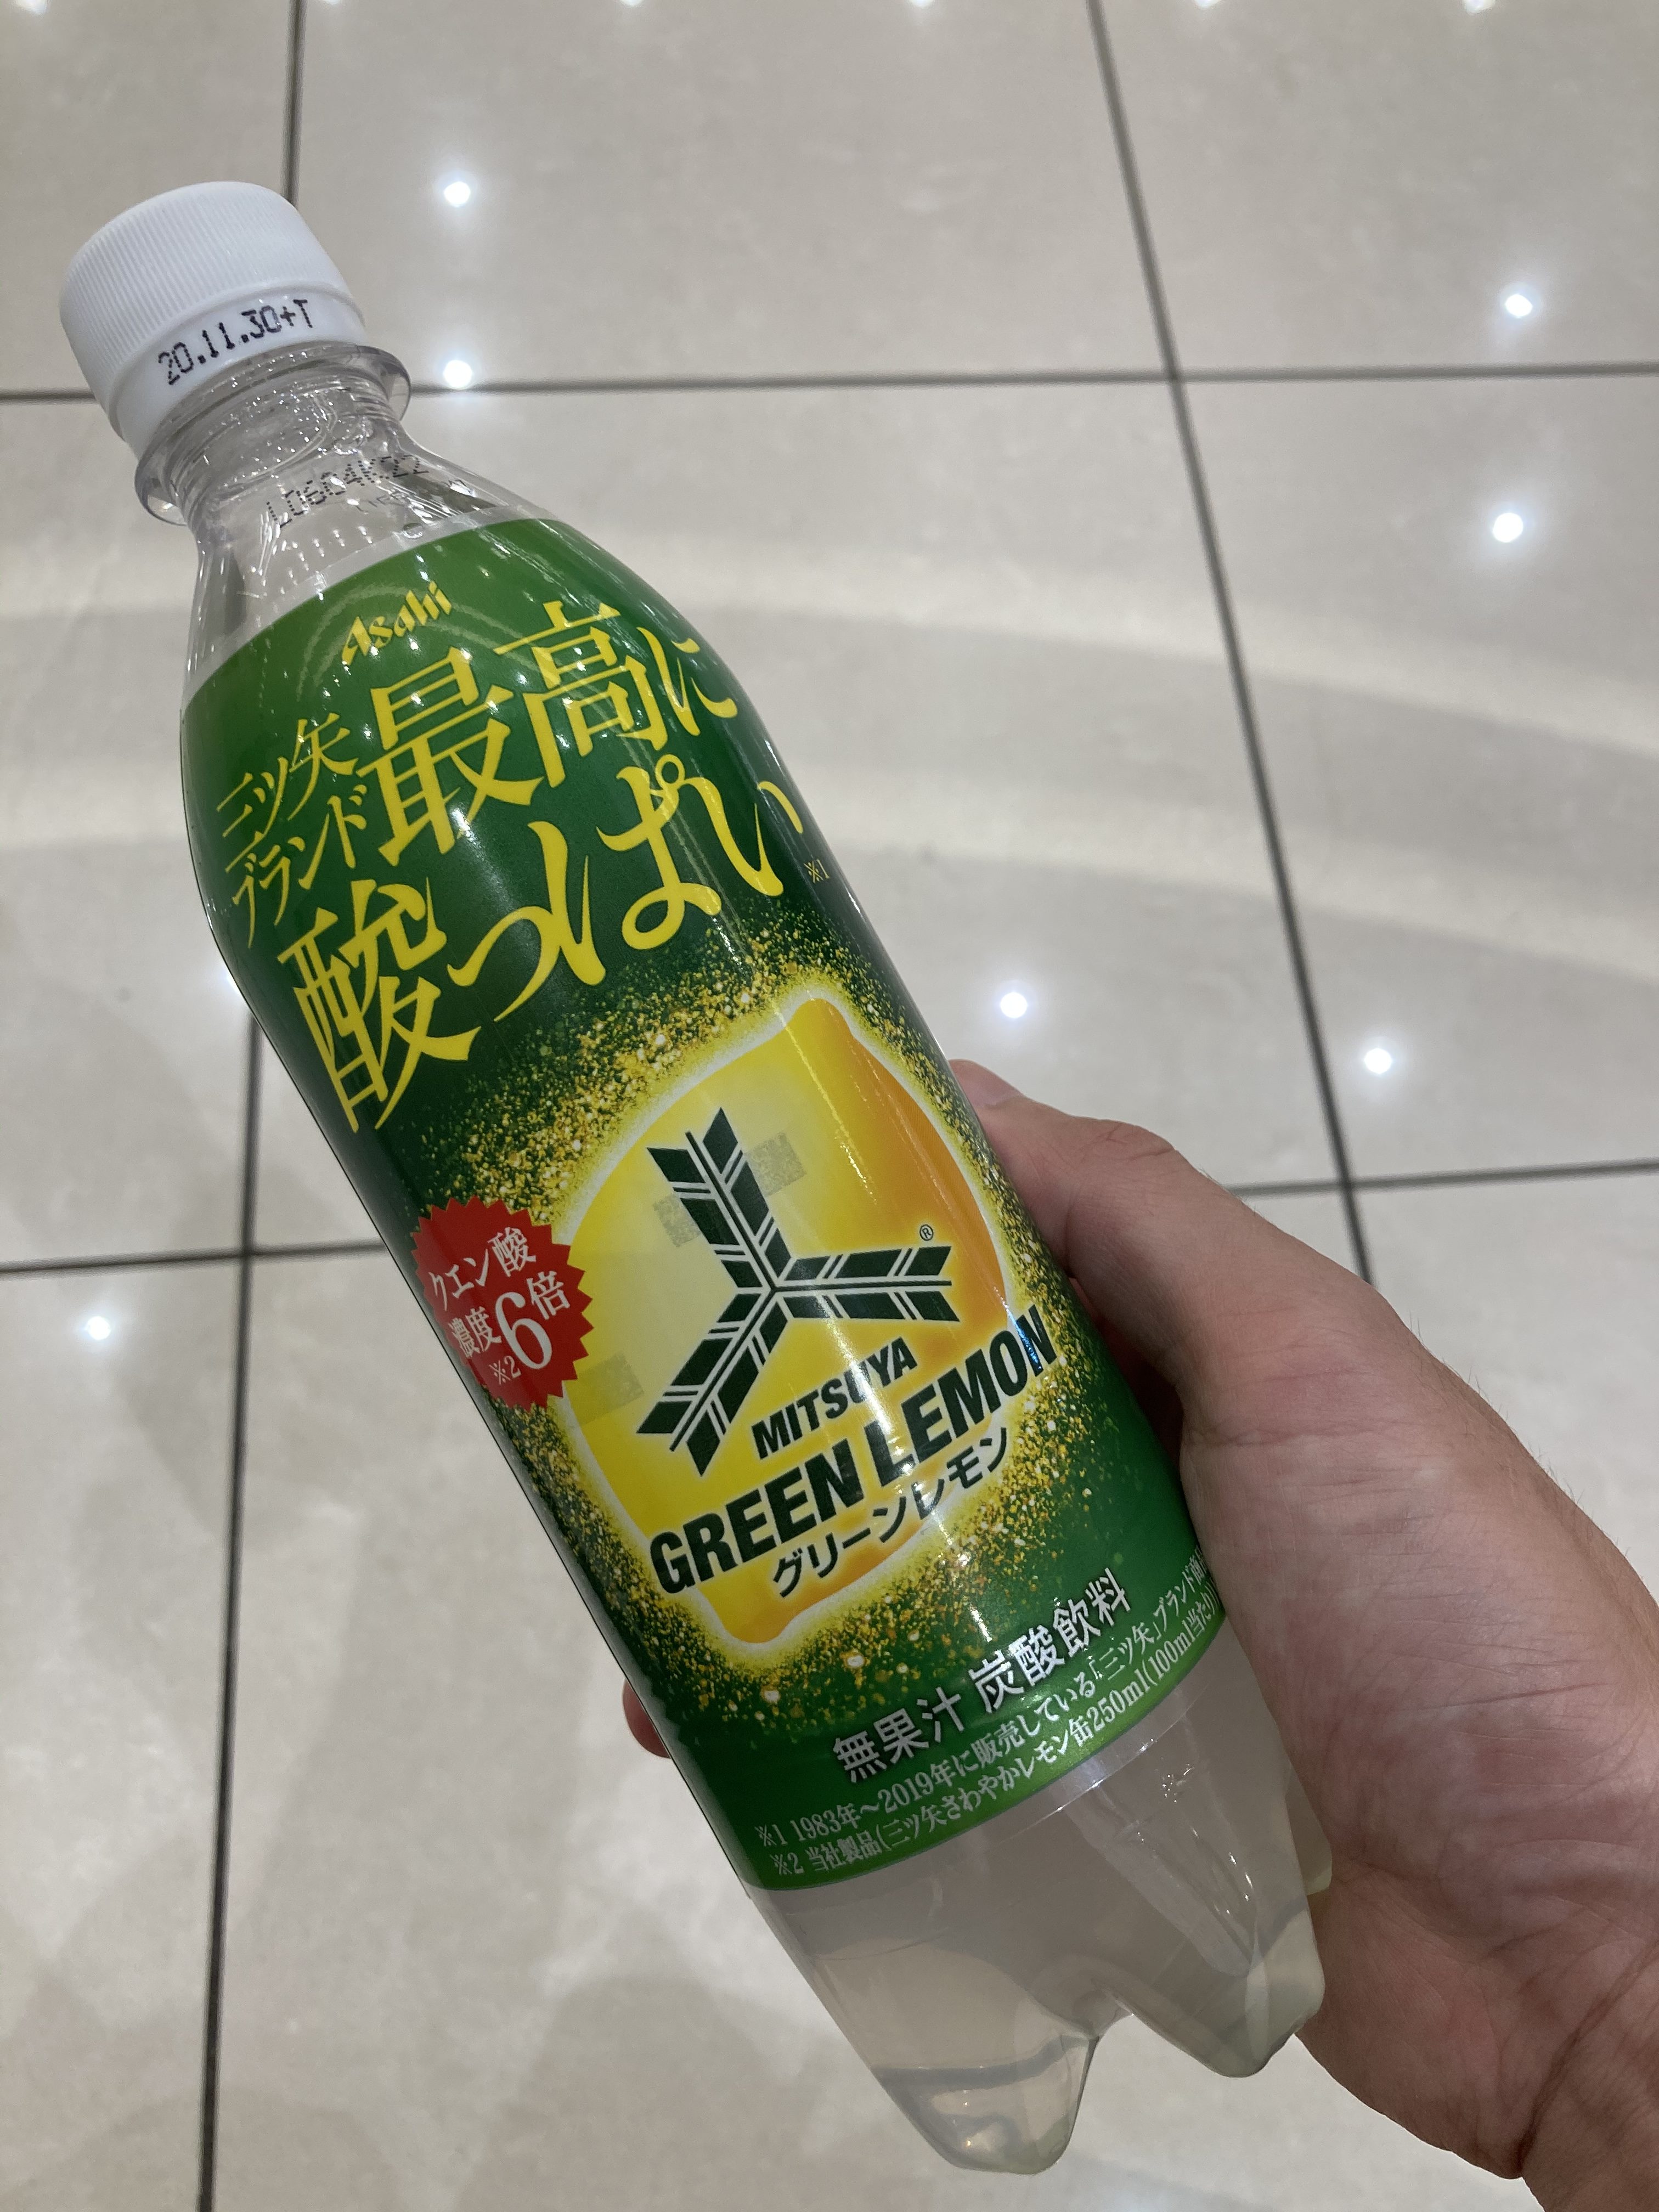 20.11.30+T
L06C4K22
Asahi
三ツ矢
ブランド
最高に
酸っぱい
※1
クエン酸
濃度6倍
※2
®
MITSUYA
GREEN LEMON
グリーンレモン
無果汁 炭酸飲料
※1 1983年～2019年に販売している「三ツ矢」ブランド
※2 当社製品(三ツ矢さわやかレモン缶250ml(100ml当たり)